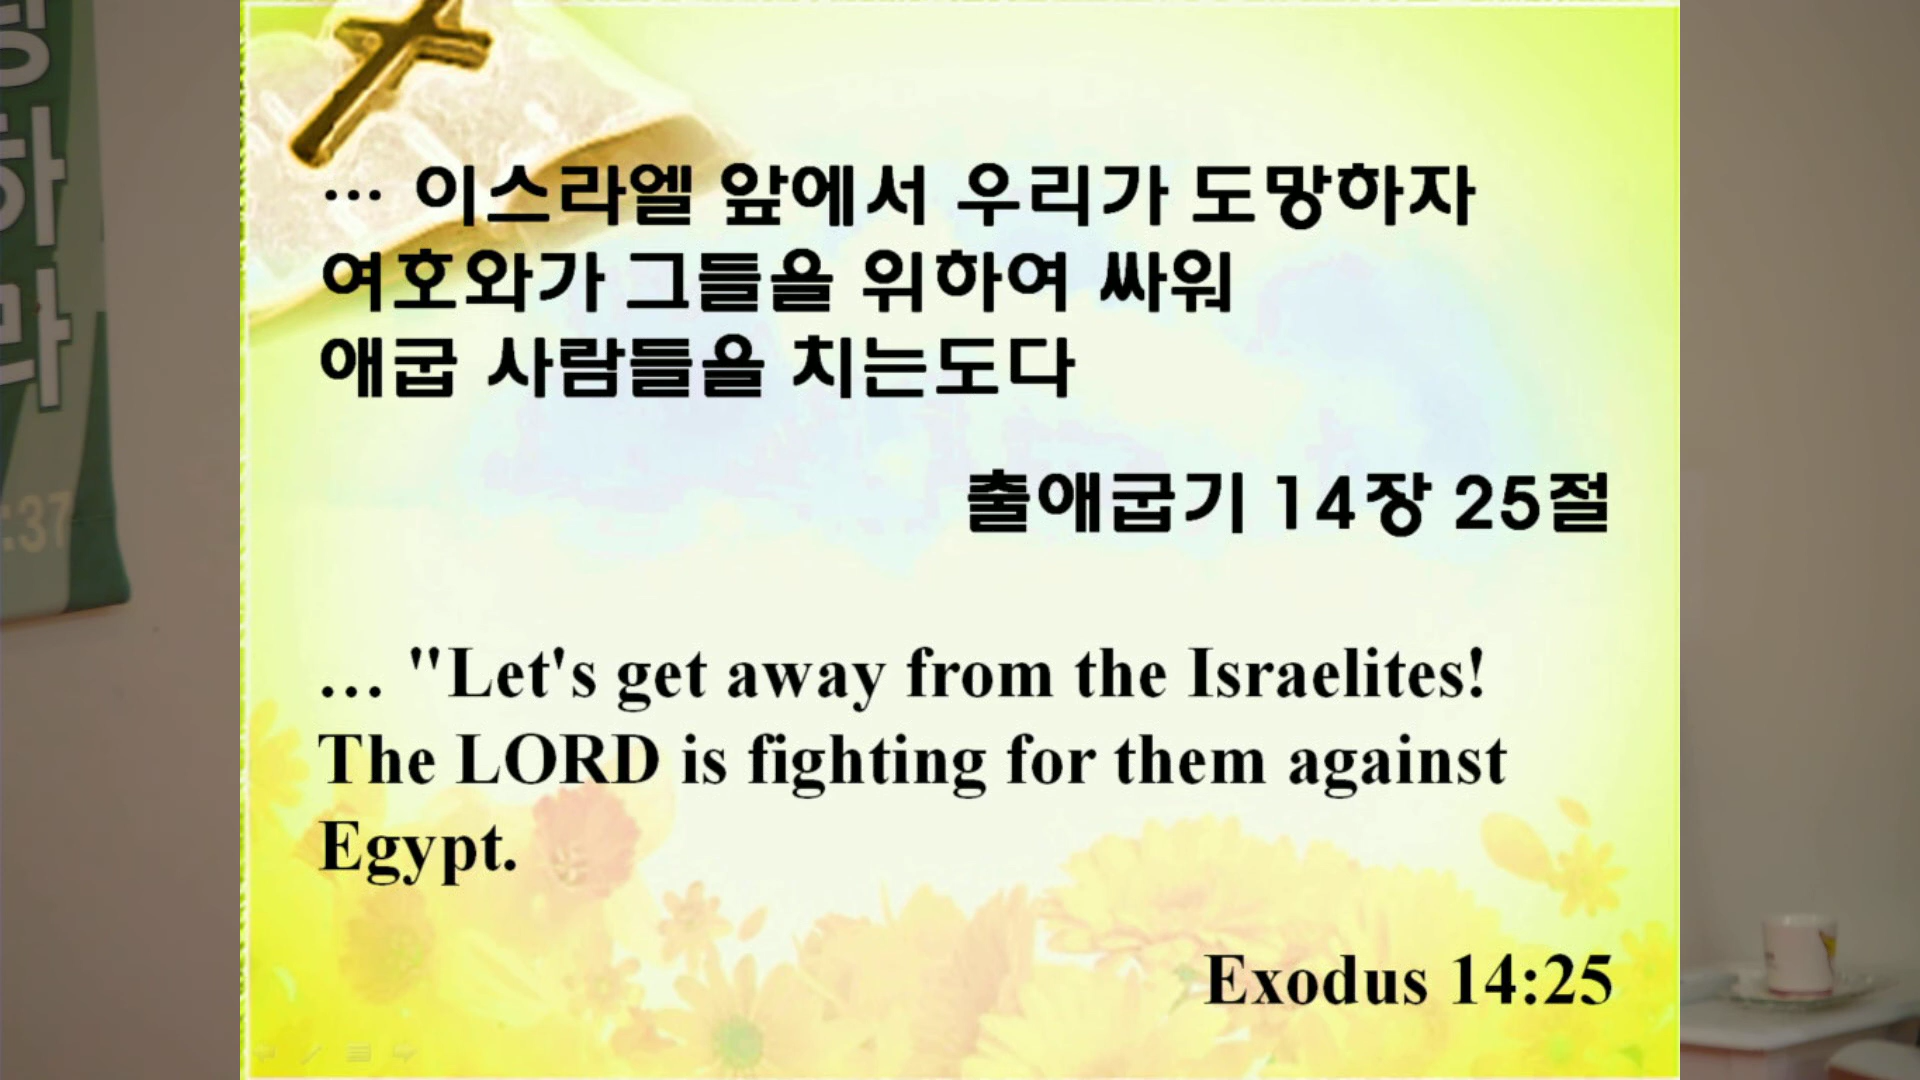 … 이스라엘 앞에서 우리가 도망하자
여호와가 그들을 위하여 싸워
애굽 사람들을 치는도다
출애굽기 14장 25절
… "Let's get away from the Israelites!
The LORD is fighting for them against
Egypt.
Exodus 14:25
하
라
:37